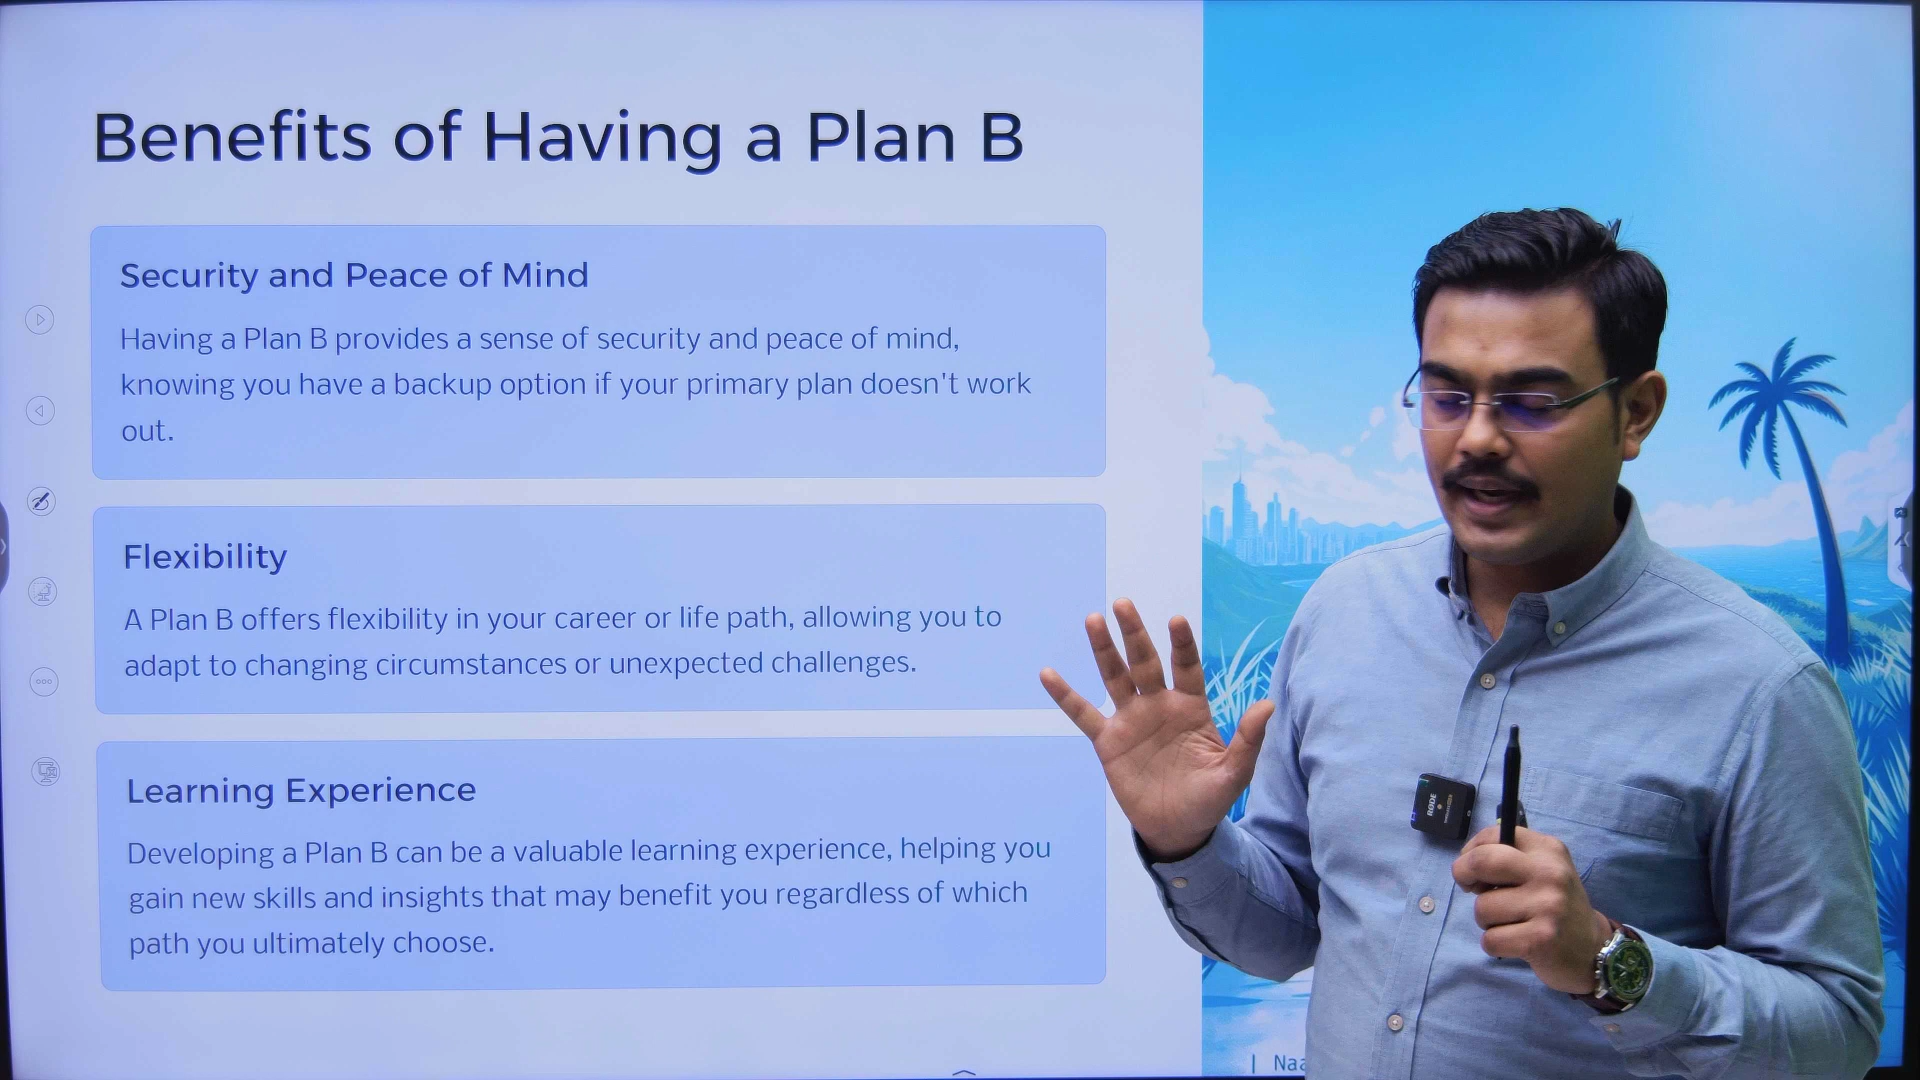 Benefits of Having a Plan B
Security and Peace of Mind
Having a Plan B provides a sense of security and peace of mind,
knowing you have a backup option if your primary plan doesn't work
out.
Flexibility
A Plan B offers flexibility in your career or life path, allowing you to
adapt to changing circumstances or unexpected challenges.
Learning Experience
Developing a Plan B can be a valuable learning experience, helping you
gain new skills and insights that may benefit you regardless of which
path you ultimately choose.
RODE